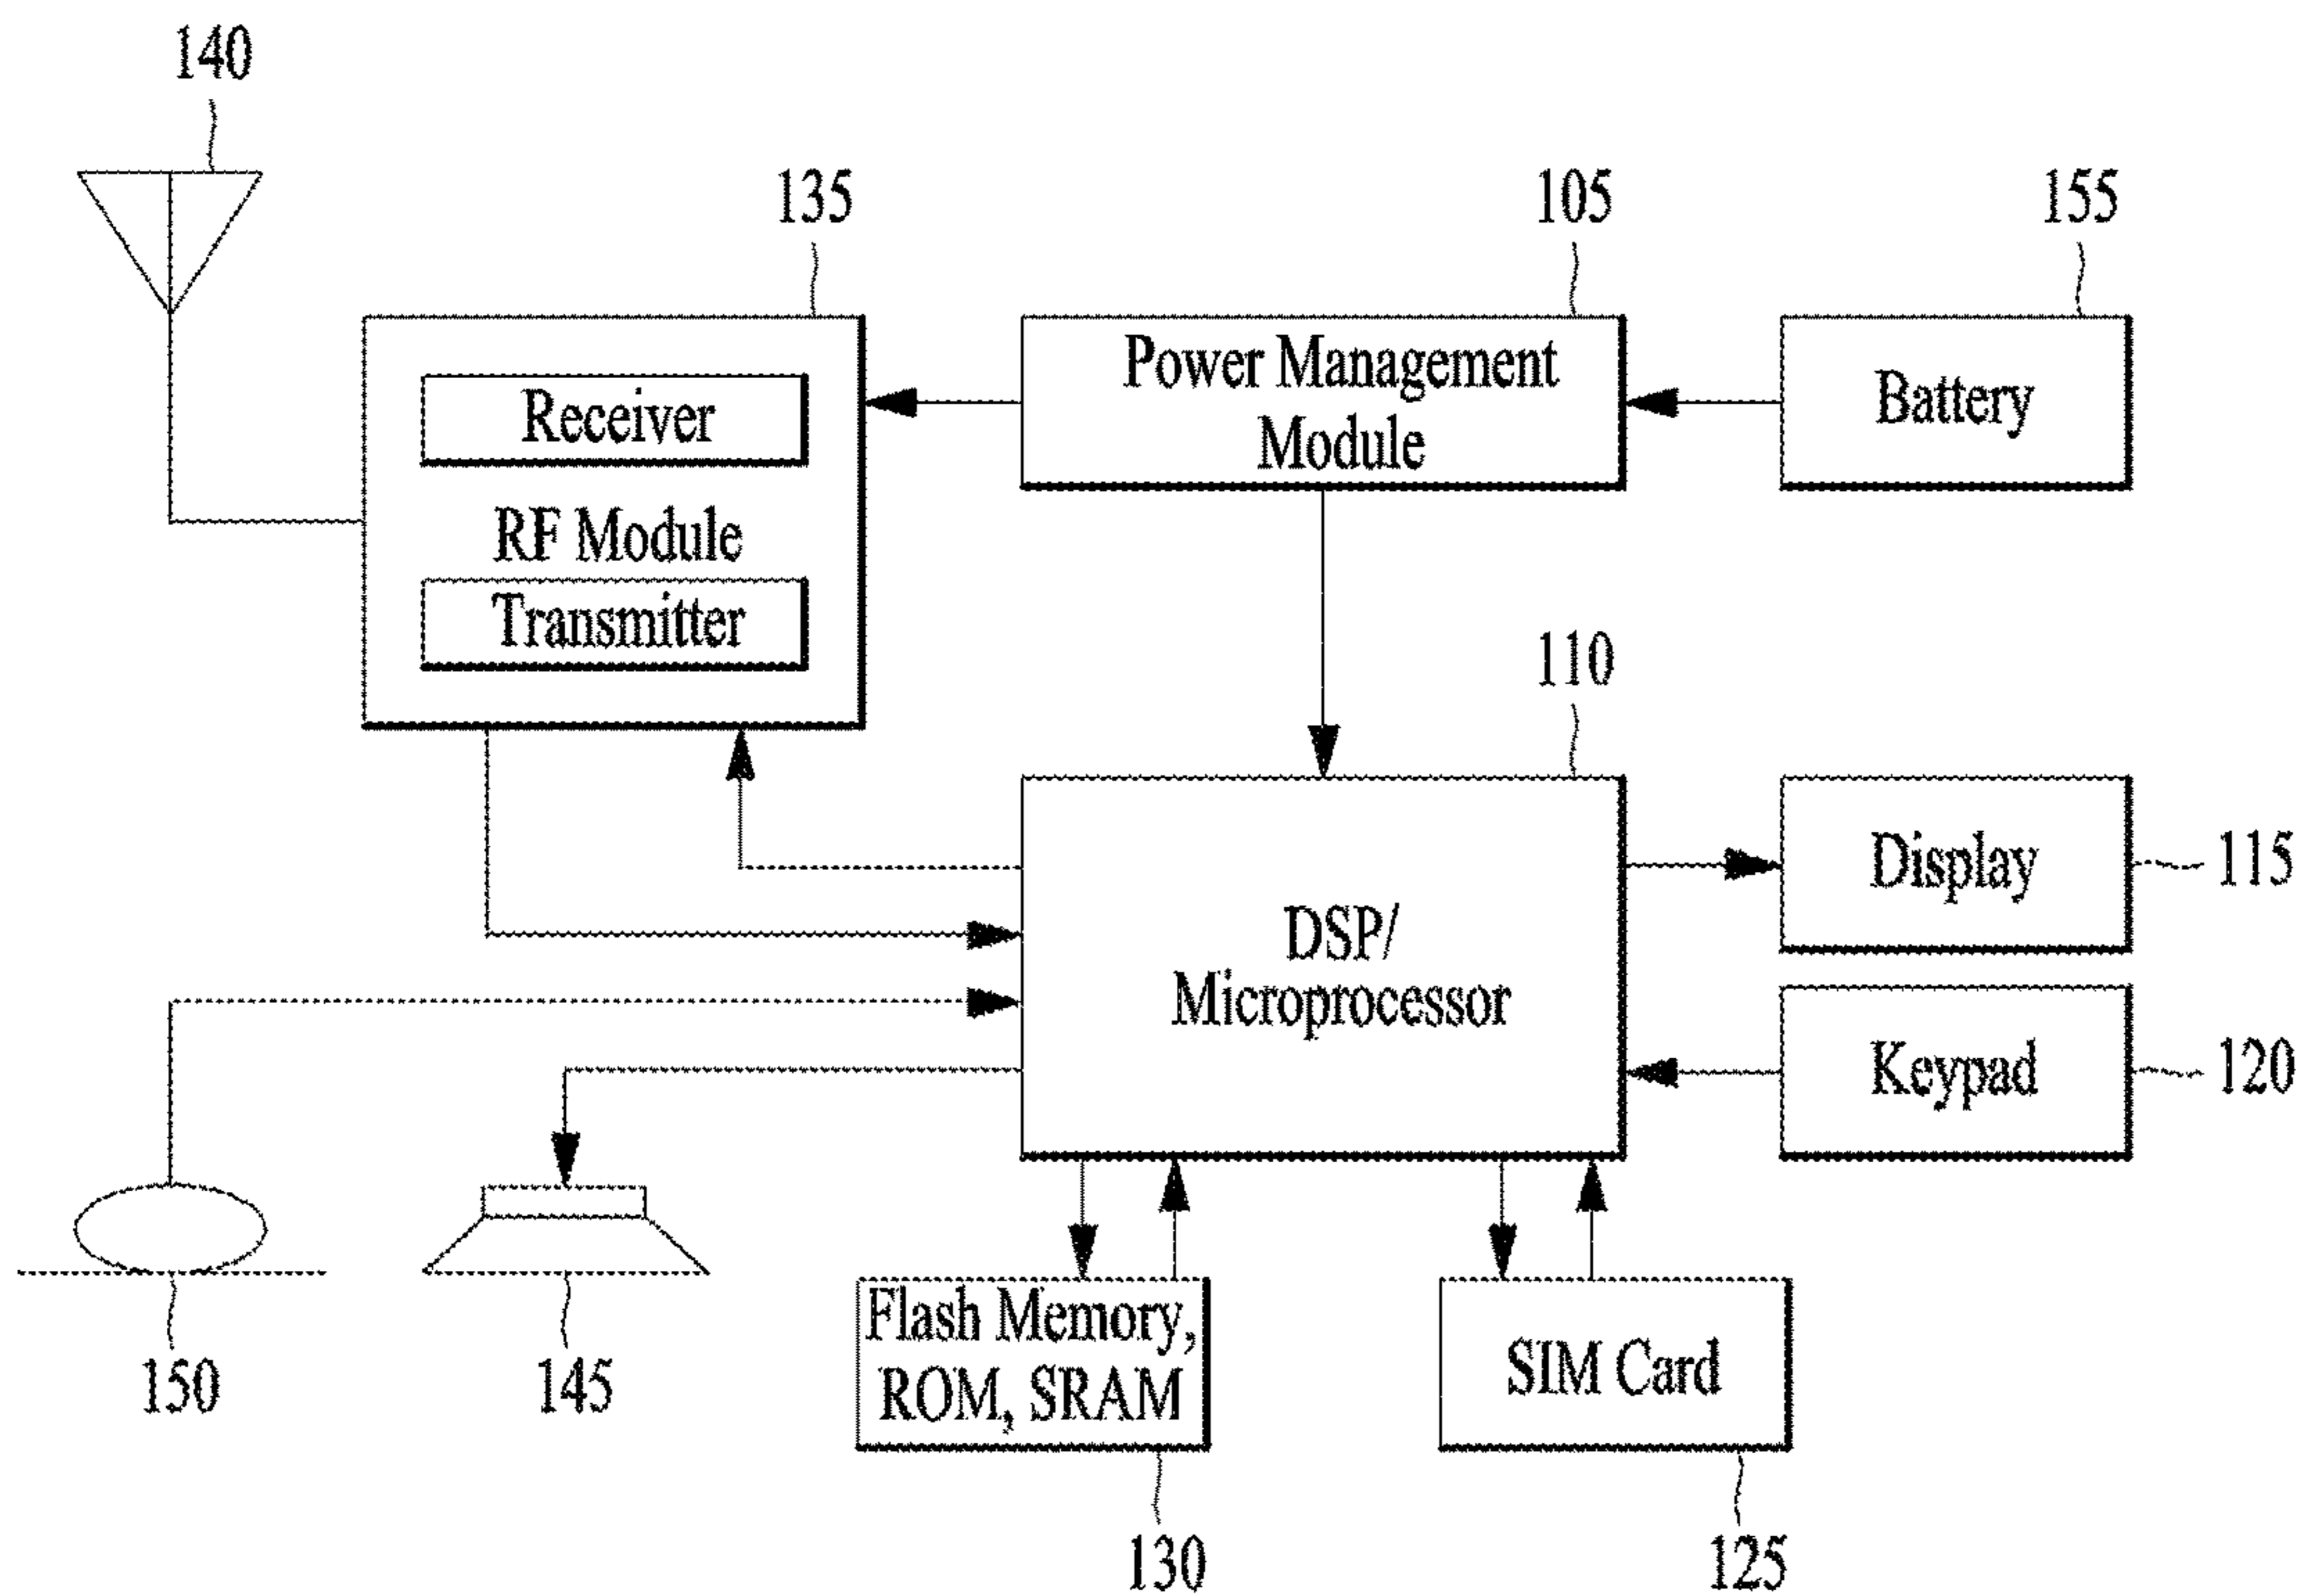 140
135
105
155
Receiver
RF Module
Transmitter
Power Management
Module
Battery
110
DSP/
Microprocessor
Display
115
Keypad
120
150
145
Flash Memory,
ROM, SRAM
SIM Card
130
125